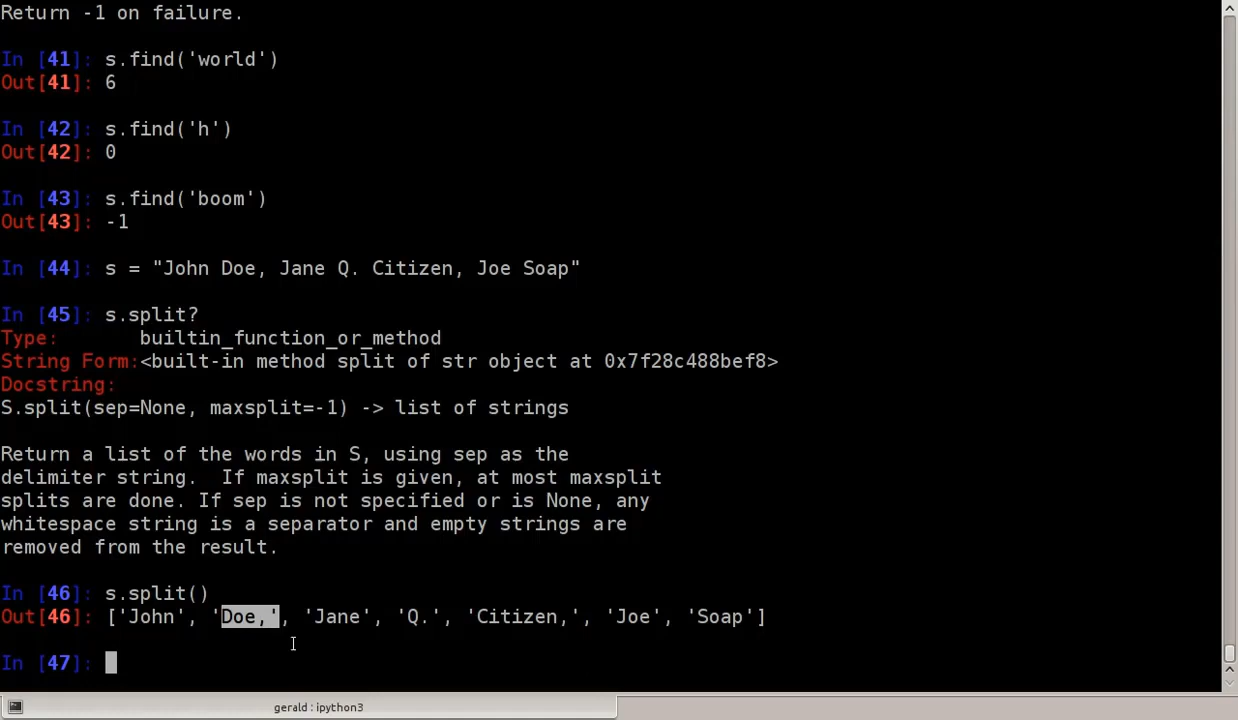 Return -1 on failure.
In [41]: s.find('world')
Out[41]: 6
In [42]: s.find('h')
Out[42]: 0
In [43]: s.find('boom')
Out[43]: -1
In [44]: s = "John Doe, Jane Q. Citizen, Joe Soap"
In [45]: s.split?
Type:       builtin_function_or_method
String Form:<built-in method split of str object at 0x7f28c488bef8>
Docstring:
S.split(sep=None, maxsplit=-1) -> list of strings
Return a list of the words in S, using sep as the
delimiter string.  If maxsplit is given, at most maxsplit
splits are done. If sep is not specified or is None, any
whitespace string is a separator and empty strings are
removed from the result.
In [46]: s.split()
Out[46]: ['John', 'Doe,', 'Jane', 'Q.', 'Citizen,', 'Joe', 'Soap']
In [47]:
gerald : ipython3